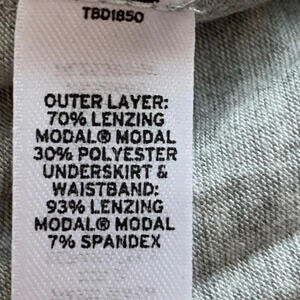 TBD1850
OUTER LAYER:
70% LENZING
MODAL® MODAL
30% POLYESTER
UNDERSKIRT &
WAISTBAND:
93% LENZING
MODAL® MODAL
7% SPANDEX